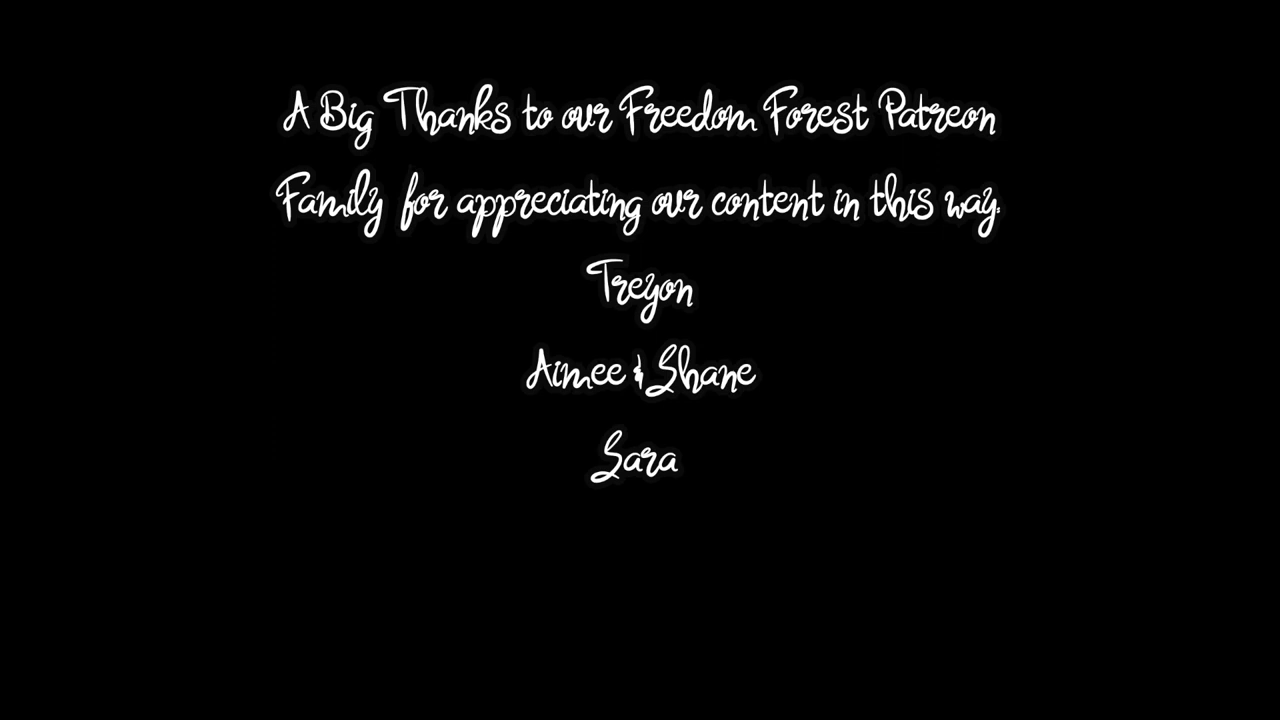 A Big Thanks to our Freedom Forest Patreon
Family for appreciating our content in this way:
Treyon
Aimee & Shane
Sara